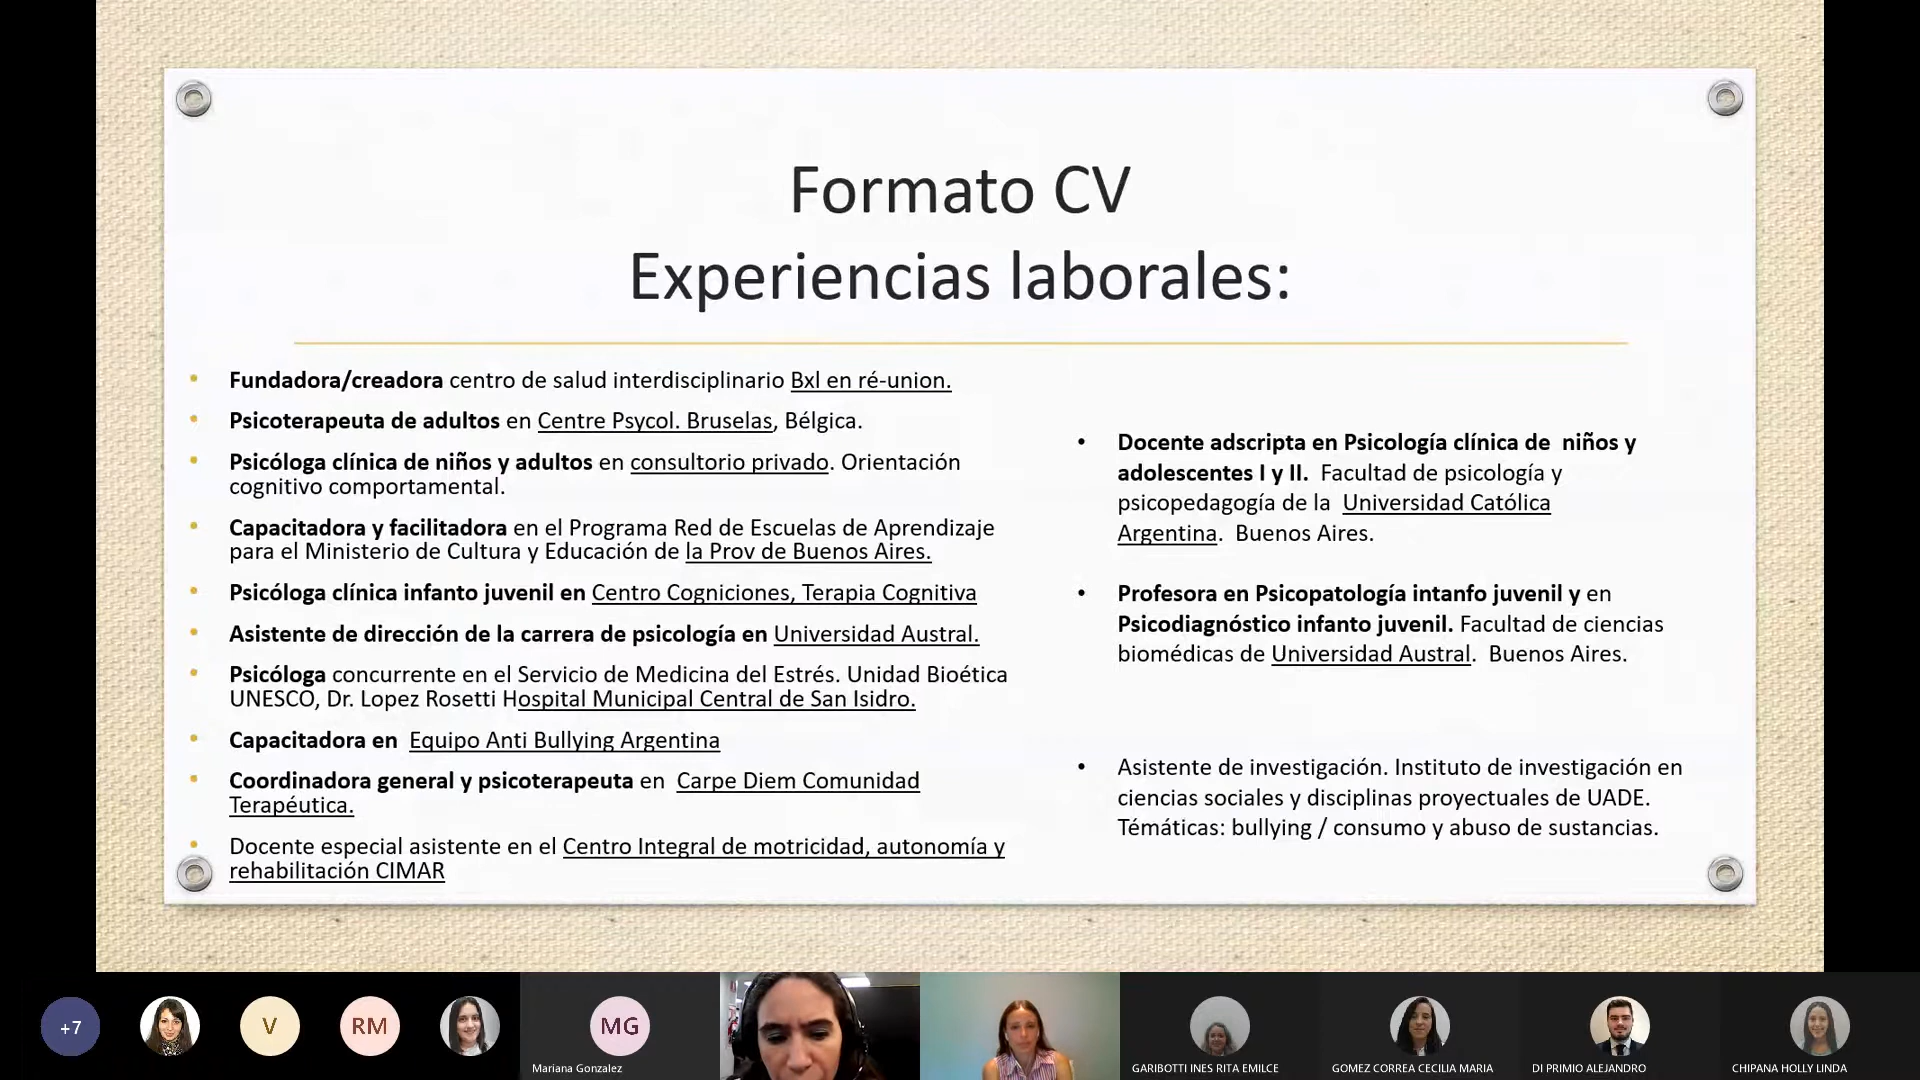 Formato CV
Experiencias laborales:
Fundadora/creadora centro de salud interdisciplinario Bxl en ré-union.
Psicoterapeuta de adultos en Centre Psycol. Bruselas, Bélgica.
Psicóloga clínica de niños y adultos en consultorio privado. Orientación
cognitivo comportamental.
Capacitadora y facilitadora en el Programa Red de Escuelas de Aprendizaje
para el Ministerio de Cultura y Educación de la Prov de Buenos Aires.
Psicóloga clínica infanto juvenil en Centro Cogniciones, Terapia Cognitiva
Asistente de dirección de la carrera de psicología en Universidad Austral.
Psicóloga concurrente en el Servicio de Medicina del Estrés. Unidad Bioética
UNESCO, Dr. Lopez Rosetti Hospital Municipal Central de San Isidro.
Capacitadora en Equipo Anti Bullying Argentina
Coordinadora general y psicoterapeuta en Carpe Diem Comunidad
Terapéutica.
Docente especial asistente en el Centro Integral de motricidad, autonomía y
rehabilitación CIMAR
Docente adscripta en Psicología clínica de niños y
adolescentes I y II. Facultad de psicología y
psicopedagogía de la Universidad Católica
Argentina. Buenos Aires.
Profesora en Psicopatología intanfo juvenil y en
Psicodiagnóstico infanto juvenil. Facultad de ciencias
biomédicas de Universidad Austral. Buenos Aires.
Asistente de investigación. Instituto de investigación en
ciencias sociales y disciplinas proyectuales de UADE.
Témáticas: bullying / consumo y abuso de sustancias.
+7
V
RM
MG
Mariana Gonzalez
GARIBOTTI INES RITA EMILCE
GOMEZ CORREA CECILIA MARIA
DI PRIMIO ALEJANDRO
CHIPANA HOLLY LINDA